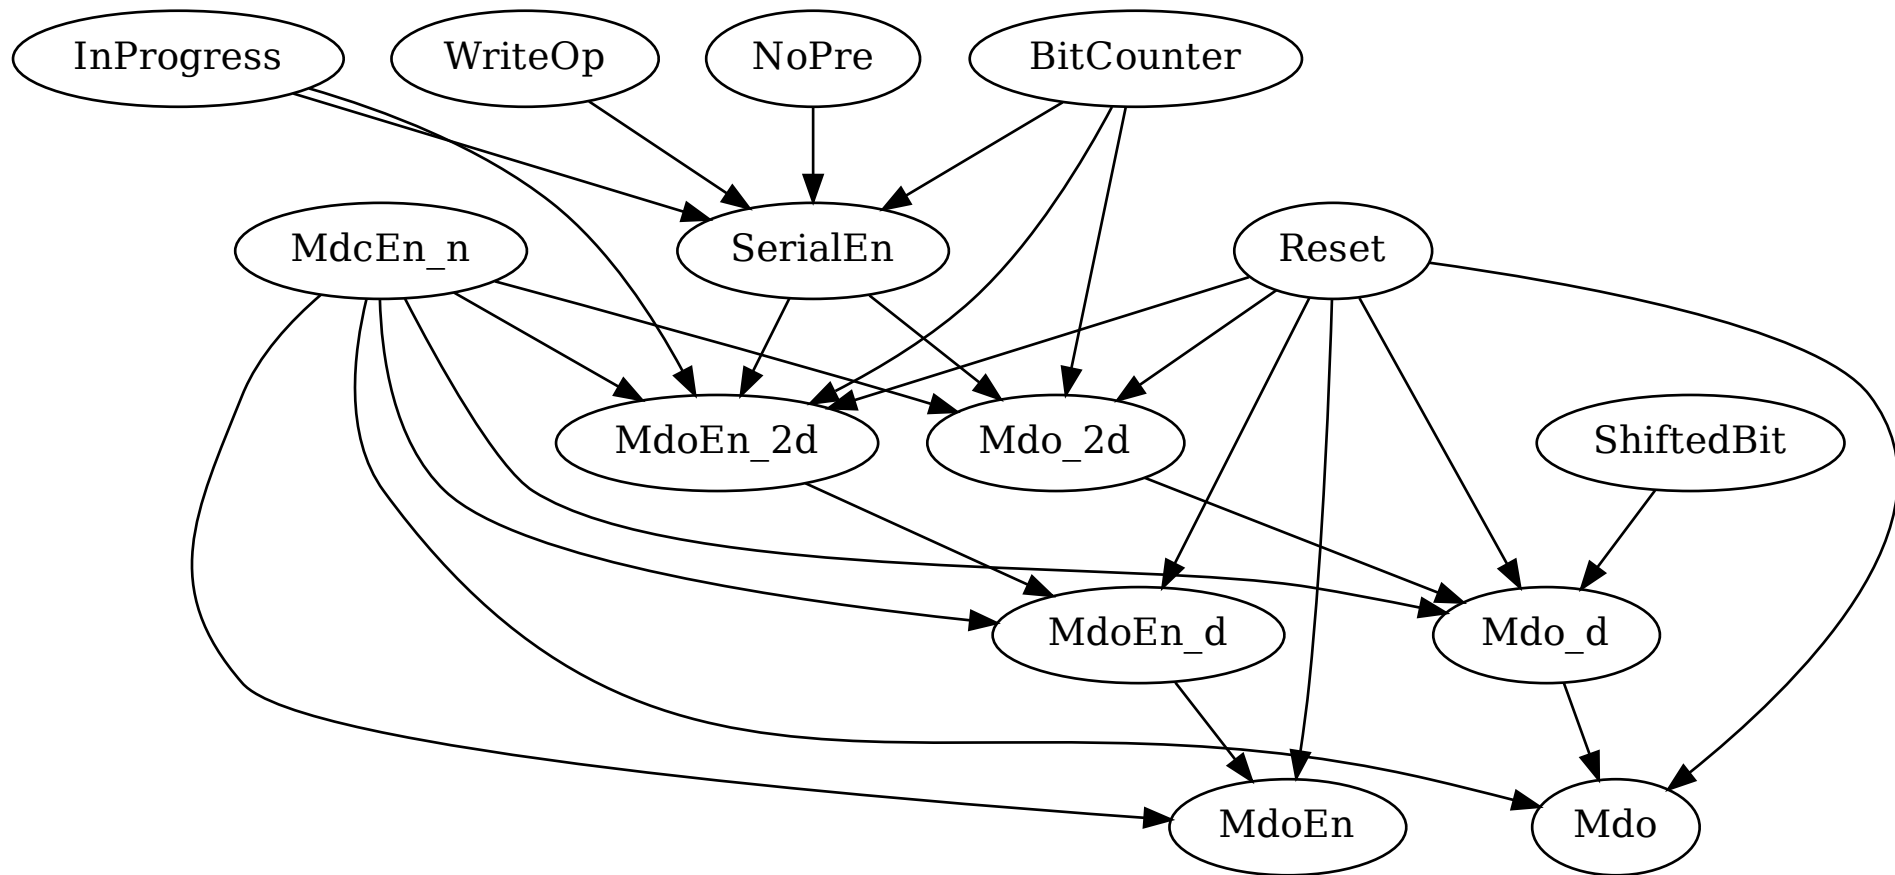 InProgress
WriteOp
NoPre
BitCounter
MdcEn_n
SerialEn
Reset
MdoEn_2d
Mdo_2d
ShiftedBit
MdoEn_d
Mdo_d
MdoEn
Mdo